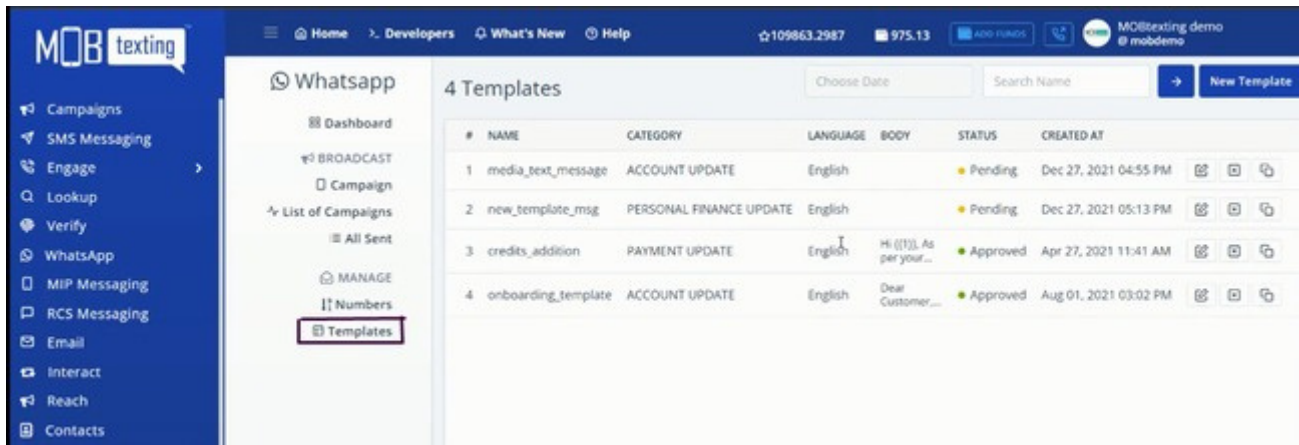 MOBtexting™
Home >_ Developers What's New Help 109863.2987 975.13 ADD FUNDS MOBtexting demo
@ mobdemo
Campaigns
SMS Messaging
Engage
Lookup
Verify
WhatsApp
MIP Messaging
RCS Messaging
Email
Interact
Reach
Contacts
Whatsapp
Dashboard
BROADCAST
Campaign
List of Campaigns
All Sent
MANAGE
Numbers
Templates
4 Templates Choose Date Search Name New Template
# NAME CATEGORY LANGUAGE BODY STATUS CREATED AT
1 media_text_message ACCOUNT UPDATE English Pending Dec 27, 2021 04:55 PM
2 new_template_msg PERSONAL FINANCE UPDATE English Pending Dec 27, 2021 05:13 PM
3 credits_addition PAYMENT UPDATE English Hi {{1}}, As per your... Approved Apr 27, 2021 11:41 AM
4 onboarding_template ACCOUNT UPDATE English Dear Customer,... Approved Aug 01, 2021 03:02 PM